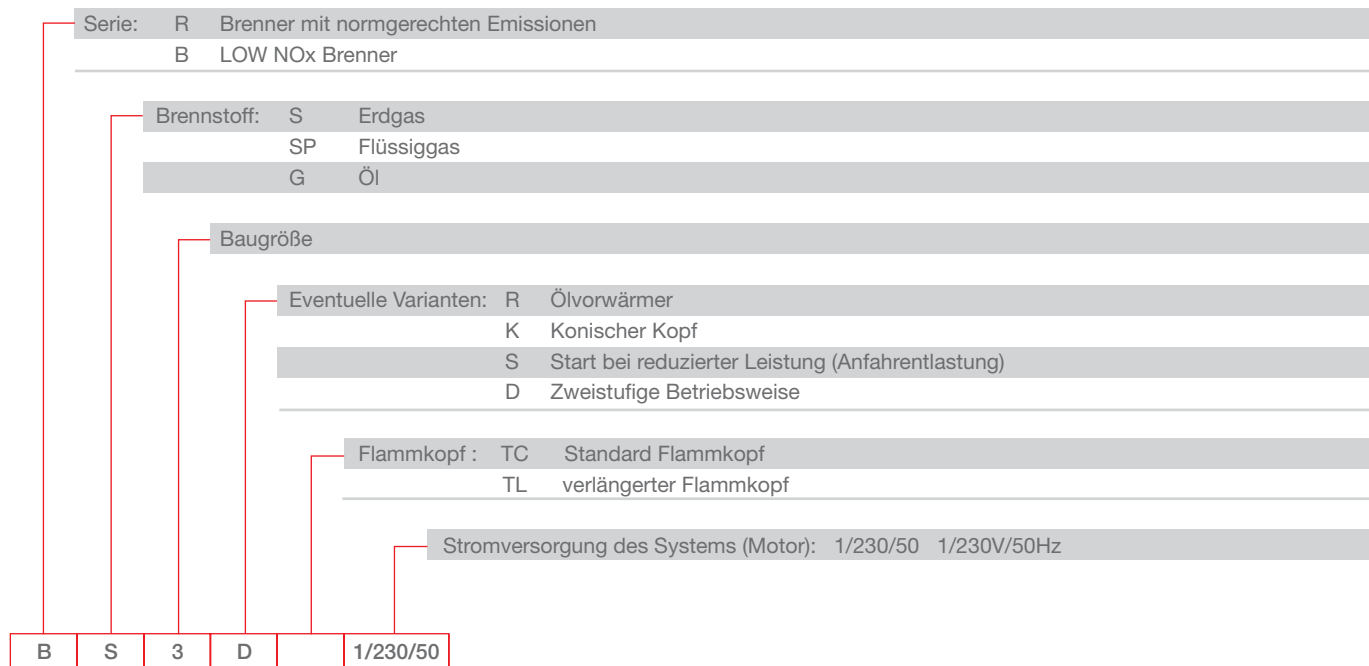 Serie: R Brenner mit normgerechten Emissionen
B LOW NOx Brenner
Brennstoff: S Erdgas
SP Flüssiggas
G Öl
Baugröße
Eventuelle Varianten: R Ölvorwärmer
K Konischer Kopf
S Start bei reduzierter Leistung (Anfahrentlastung)
D Zweistufige Betriebsweise
Flammkopf : TC Standard Flammkopf
TL verlängerter Flammkopf
Stromversorgung des Systems (Motor): 1/230/50 1/230V/50Hz
B S 3 D 1/230/50